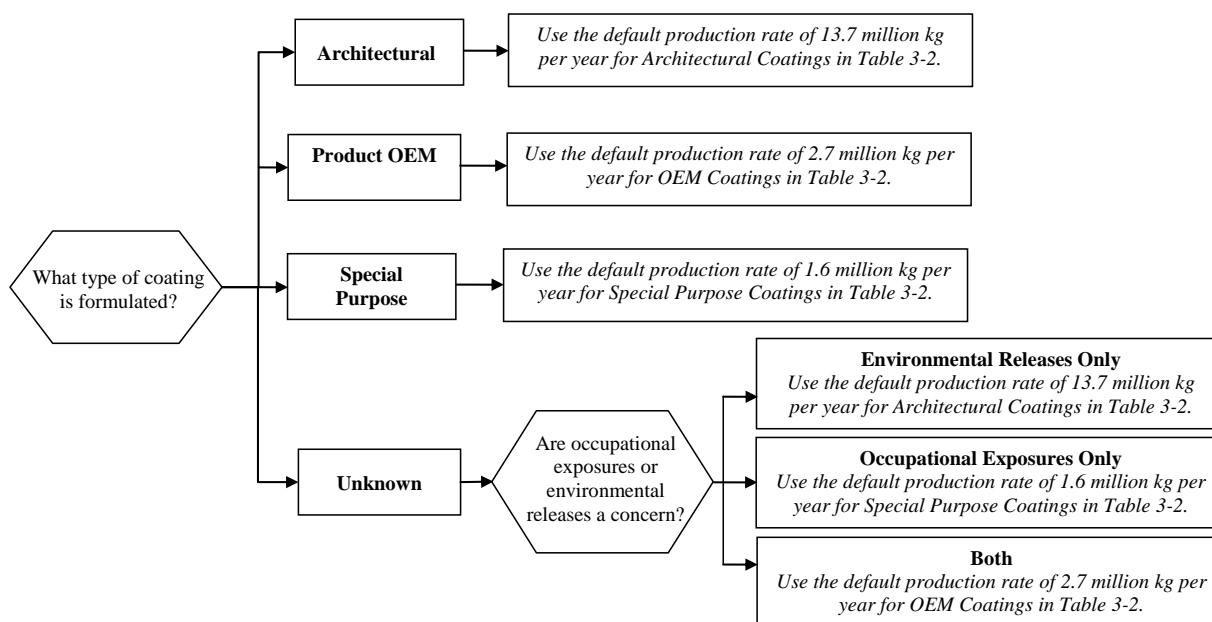 Architectural
Use the default production rate of 13.7 million kg
per year for Architectural Coatings in Table 3-2.
Product OEM
Use the default production rate of 2.7 million kg per
year for OEM Coatings in Table 3-2.
What type of coating
is formulated?
Special
Purpose
Use the default production rate of 1.6 million kg per
year for Special Purpose Coatings in Table 3-2.
Unknown
Are occupational
exposures or
environmental
releases a concern?
Environmental Releases Only
Use the default production rate of 13.7 million kg
per year for Architectural Coatings in Table 3-2.
Occupational Exposures Only
Use the default production rate of 1.6 million kg per
year for Special Purpose Coatings in Table 3-2.
Both
Use the default production rate of 2.7 million kg per
year for OEM Coatings in Table 3-2.